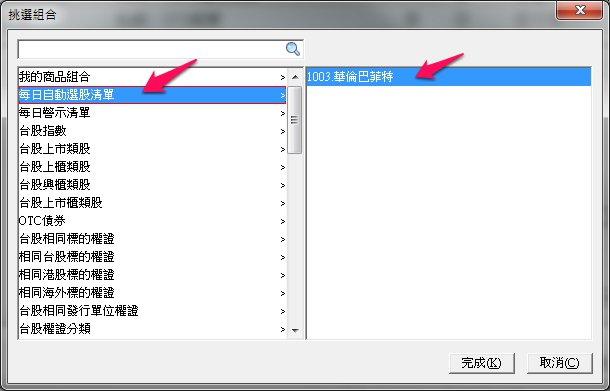 挑選組合
我的商品組合 >
每日自動選股清單 >
1003.華倫巴菲特
每日警示清單 >
台股指數 >
台股上市類股 >
台股上櫃類股 >
台股興櫃類股 >
台股上市櫃類股 >
OTC債券 >
台股相同標的權證 >
相同台股標的權證 >
相同港股標的權證 >
相同海外標的權證 >
台股相同發行單位權證 >
台股權證分類 >
完成(K)
取消(C)